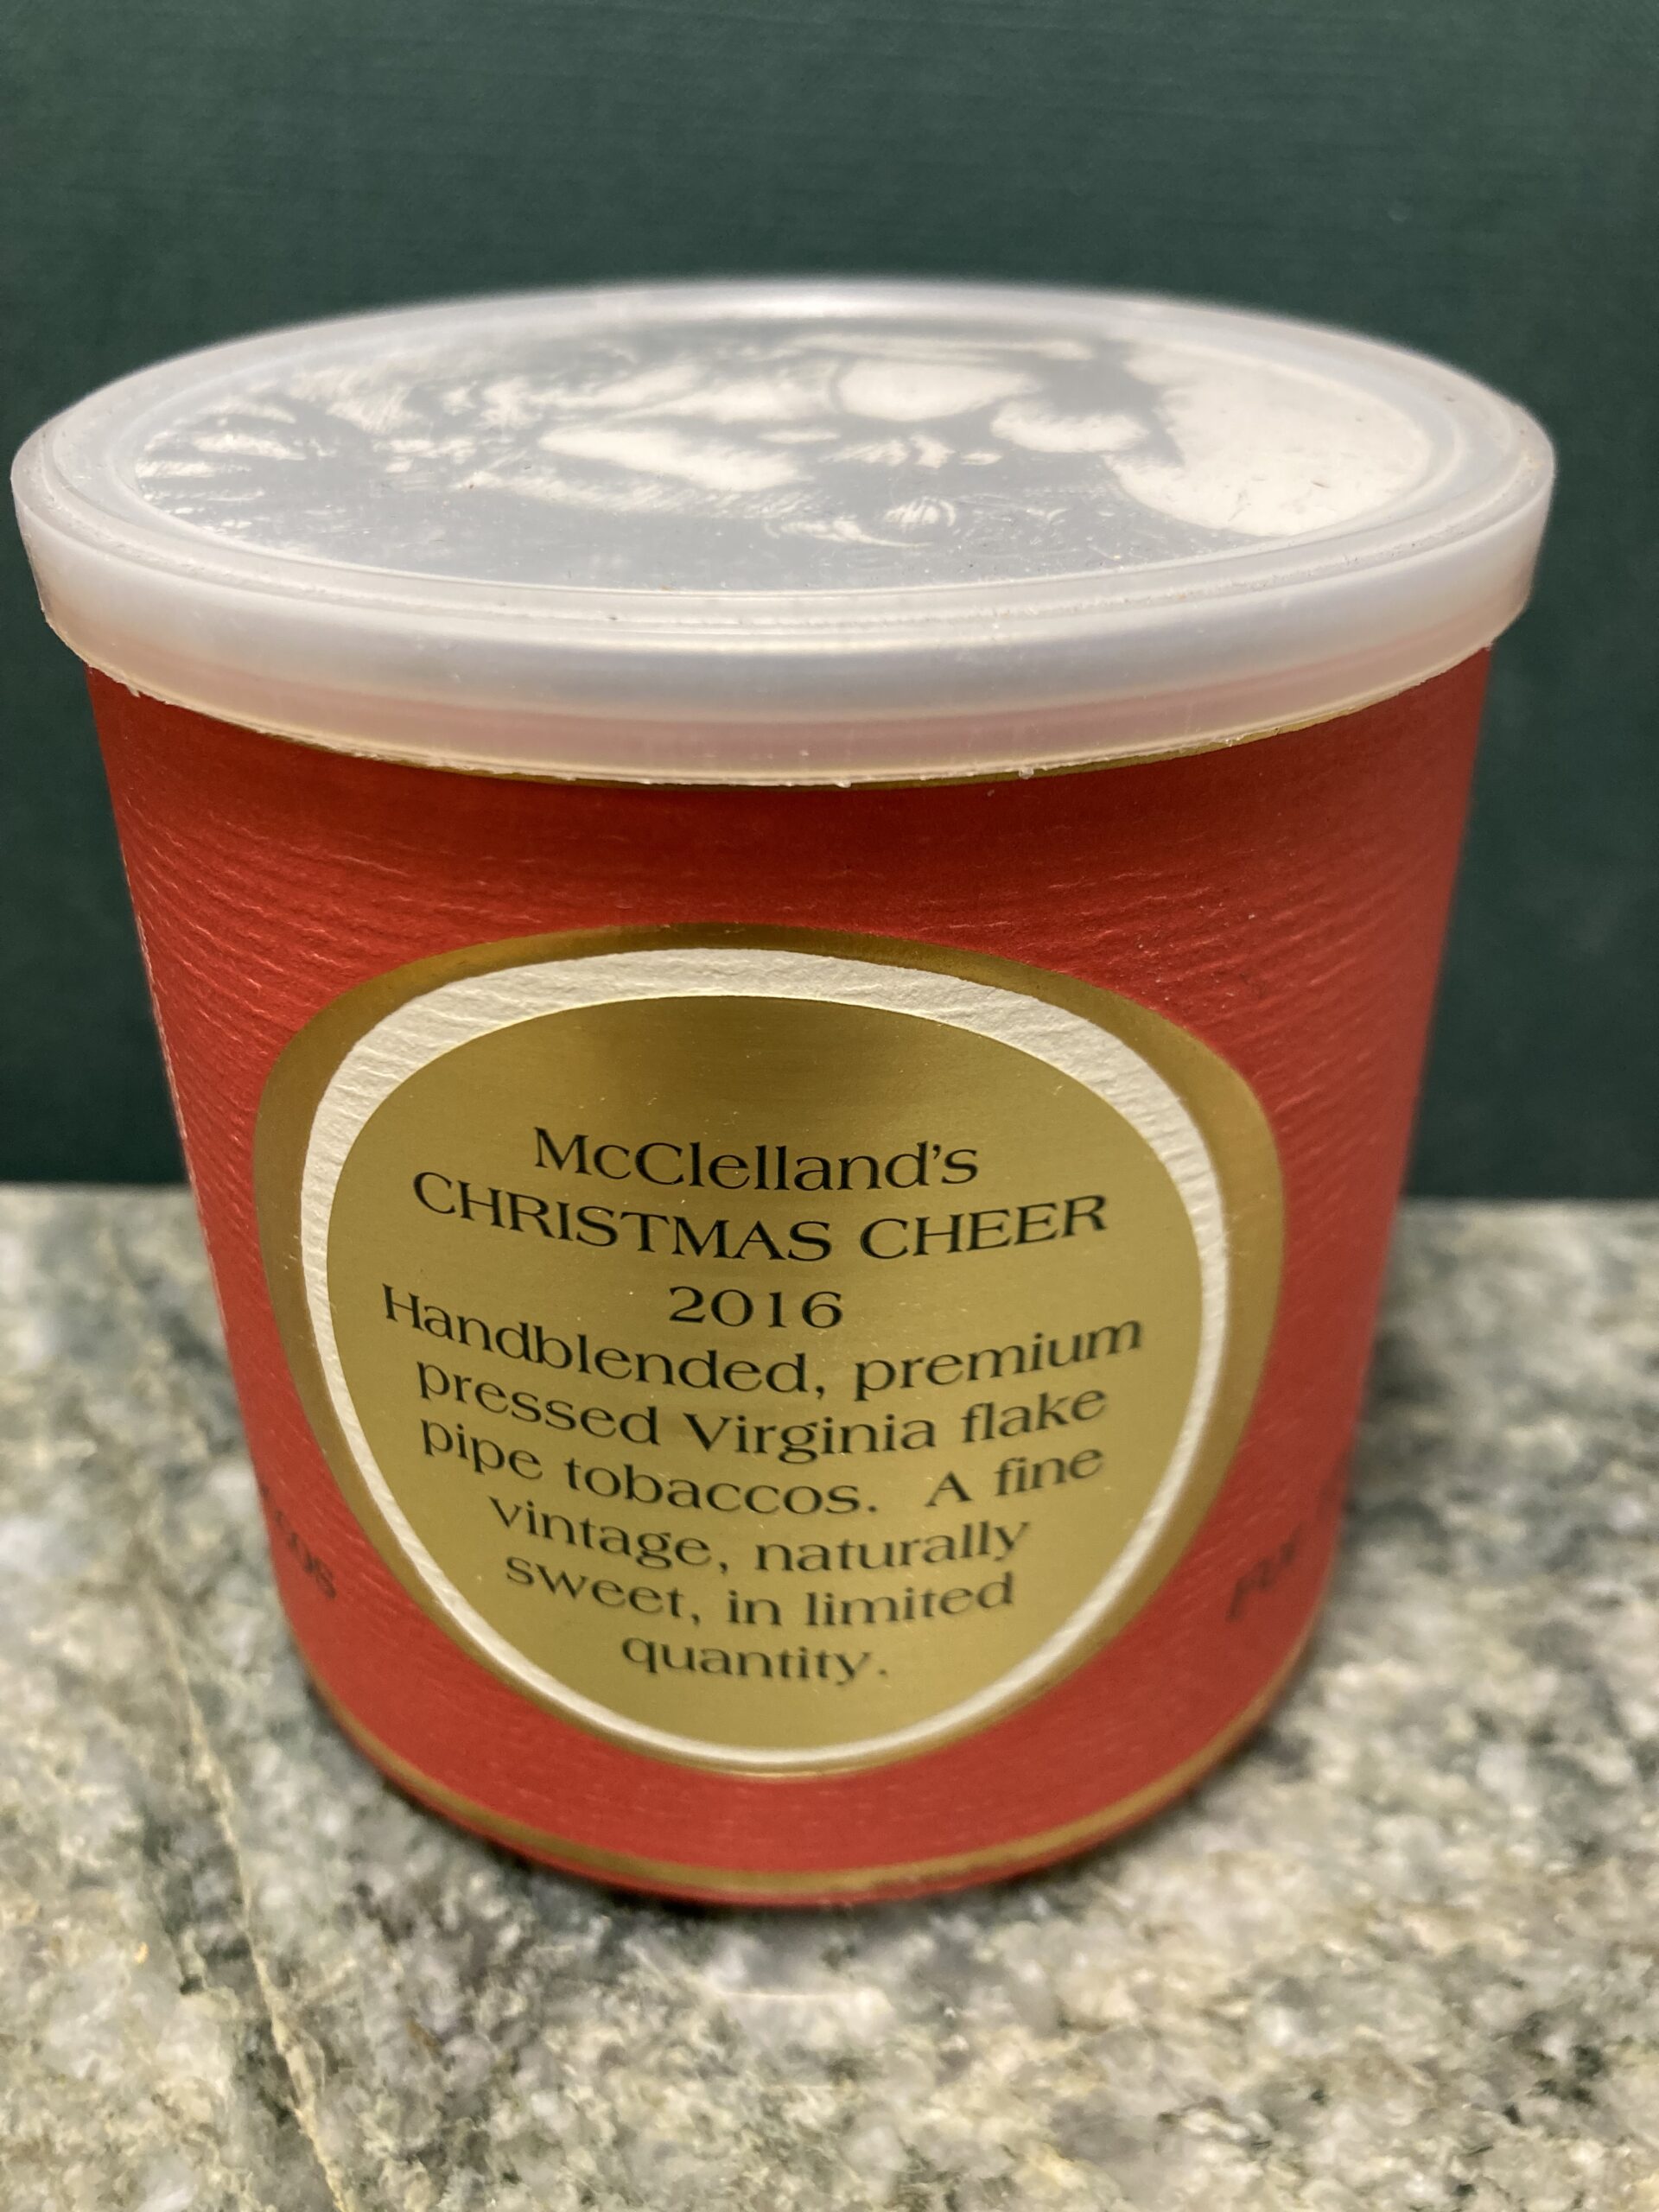 McClelland's
CHRISTMAS CHEER
2016
Handblended, premium
pressed Virginia flake
pipe tobaccos. A fine
vintage, naturally
sweet, in limited
quantity.